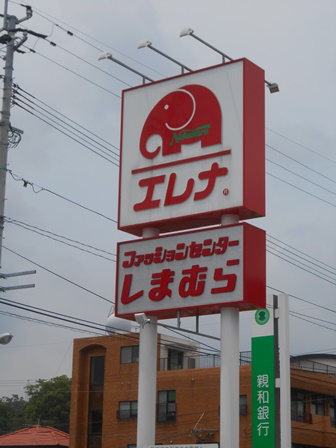 エレナ
ファッションセンター
しまむら
親和銀行